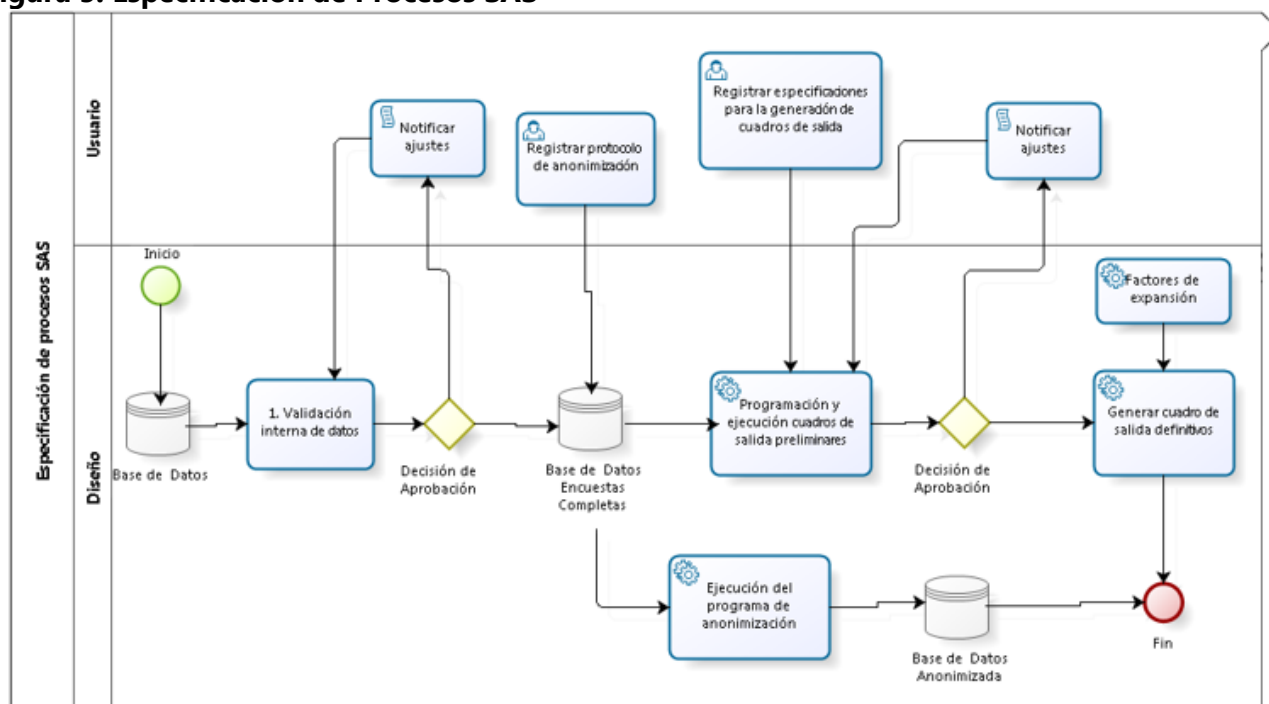 Figura 5. Especificación de Procesos SAS
Especificación de procesos SAS
Usuario
Notificar
ajustes
Registrar protocolo
de anonimización
Registrar especificaciones
para la generación de
cuadros de salida
Notificar
ajustes
Diseño
Inicio
Base de Datos
1. Validación
interna de datos
Decisión de
Aprobación
Base de Datos
Encuestas
Completas
Programación y
ejecución cuadros de
salida preliminares
Decisión de
Aprobación
Factores de
expansión
Generar cuadro de
salida definitivos
Ejecución del
programa de
anonimización
Base de Datos
Anonimizada
Fin